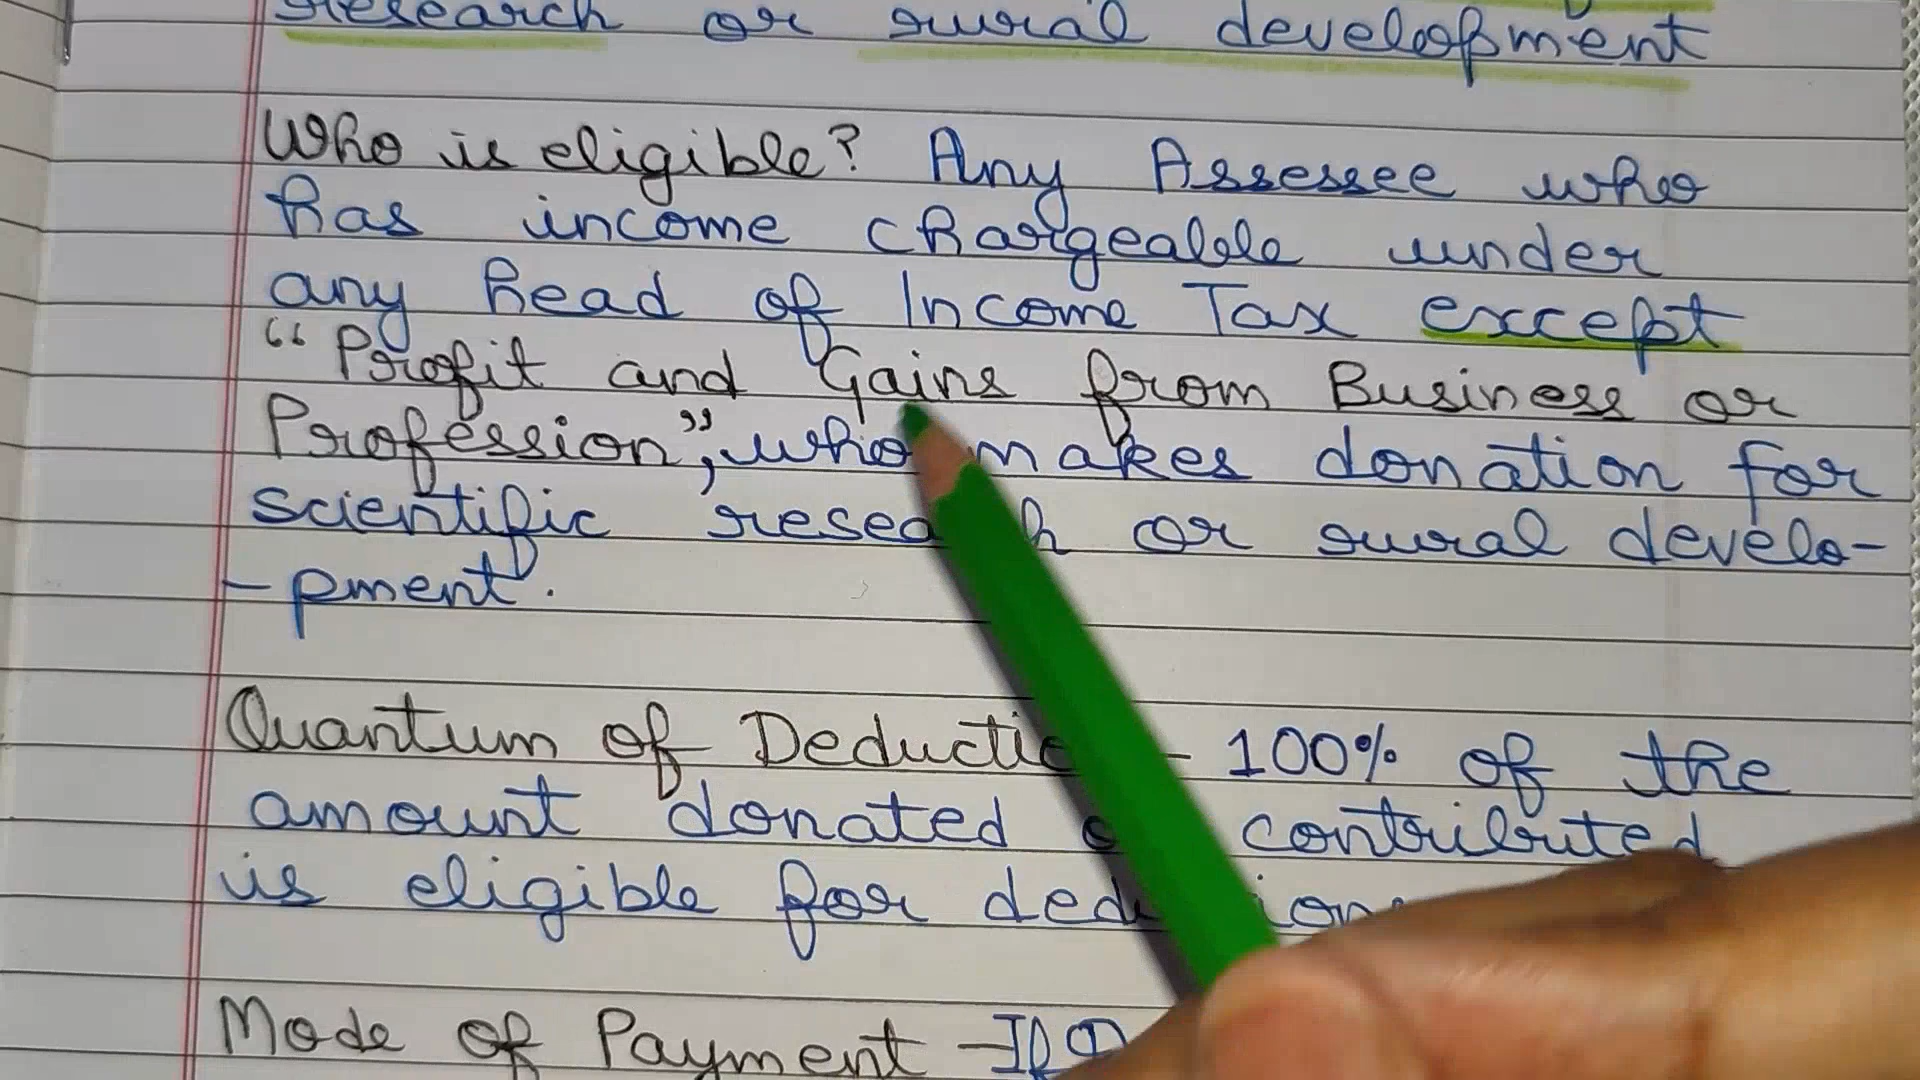 research or rural development
Who is eligible? Any Assessee who
has income chargeable under
any head of Income Tax except
"Profit and Gains from Business or
Profession", who makes donation for
scientific research or rural develo-
-pment.
Quantum of Deduction - 100% of the
amount donated or contributed
is eligible for deduction
Mode of Payment - If